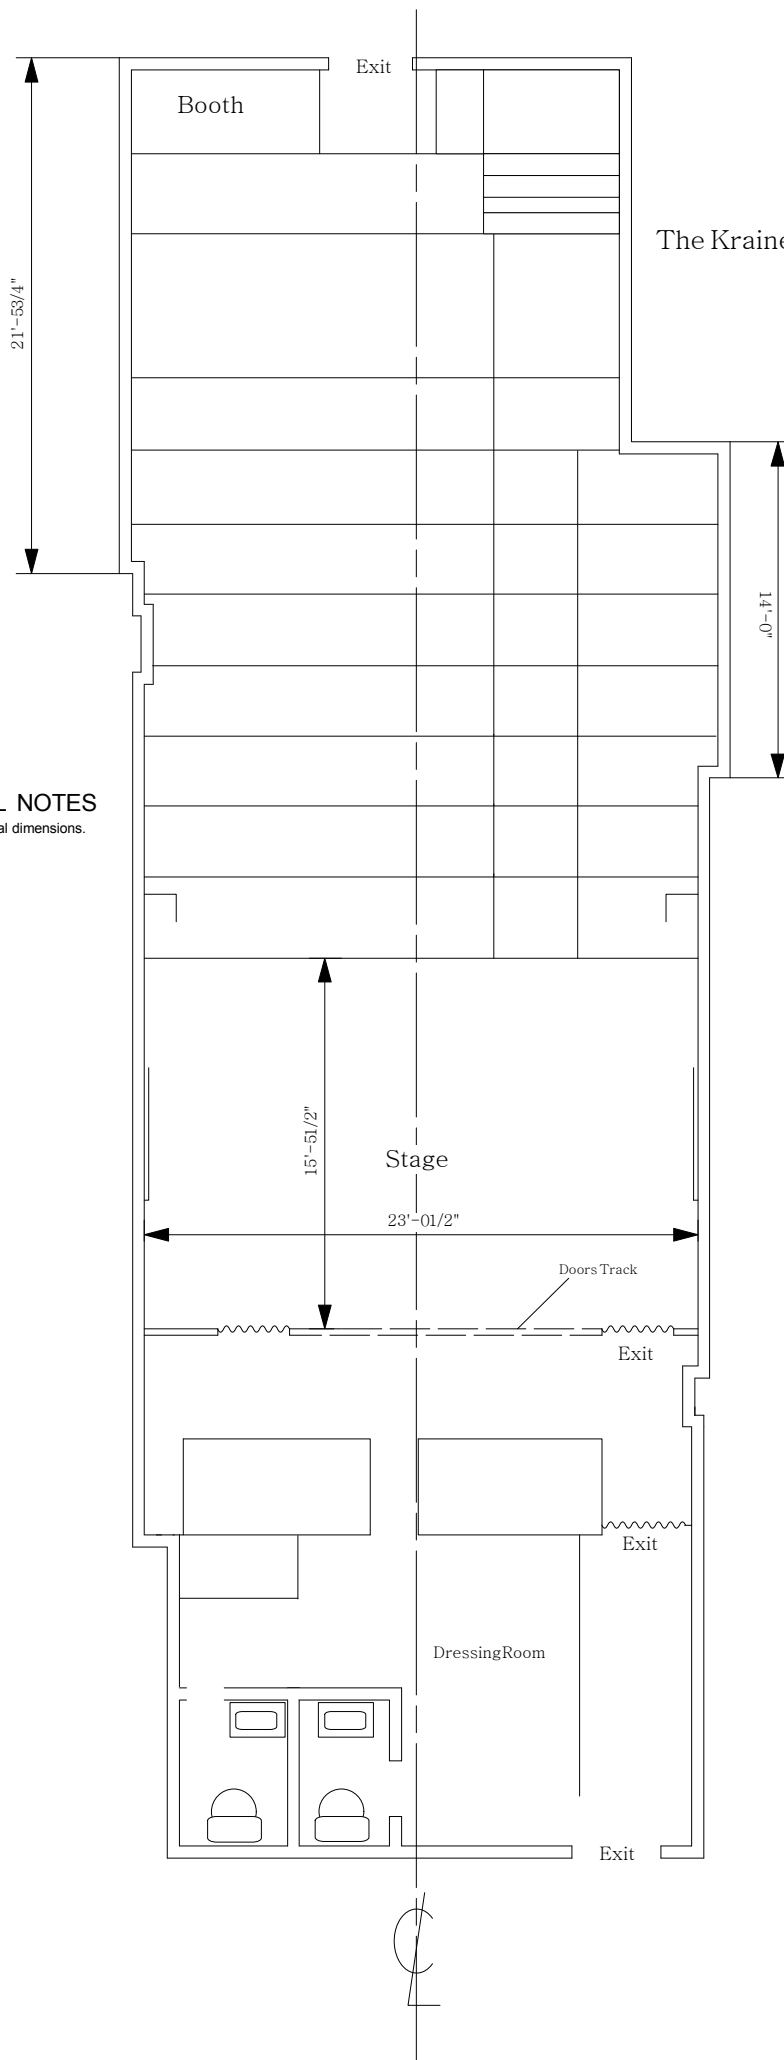 Exit
Booth
The Kraine
21'-53/4"
14'-0"
L NOTES
al dimensions.
15'-51/2"
Stage
23'-01/2"
Doors Track
Exit
Exit
DressingRoom
Exit
℄